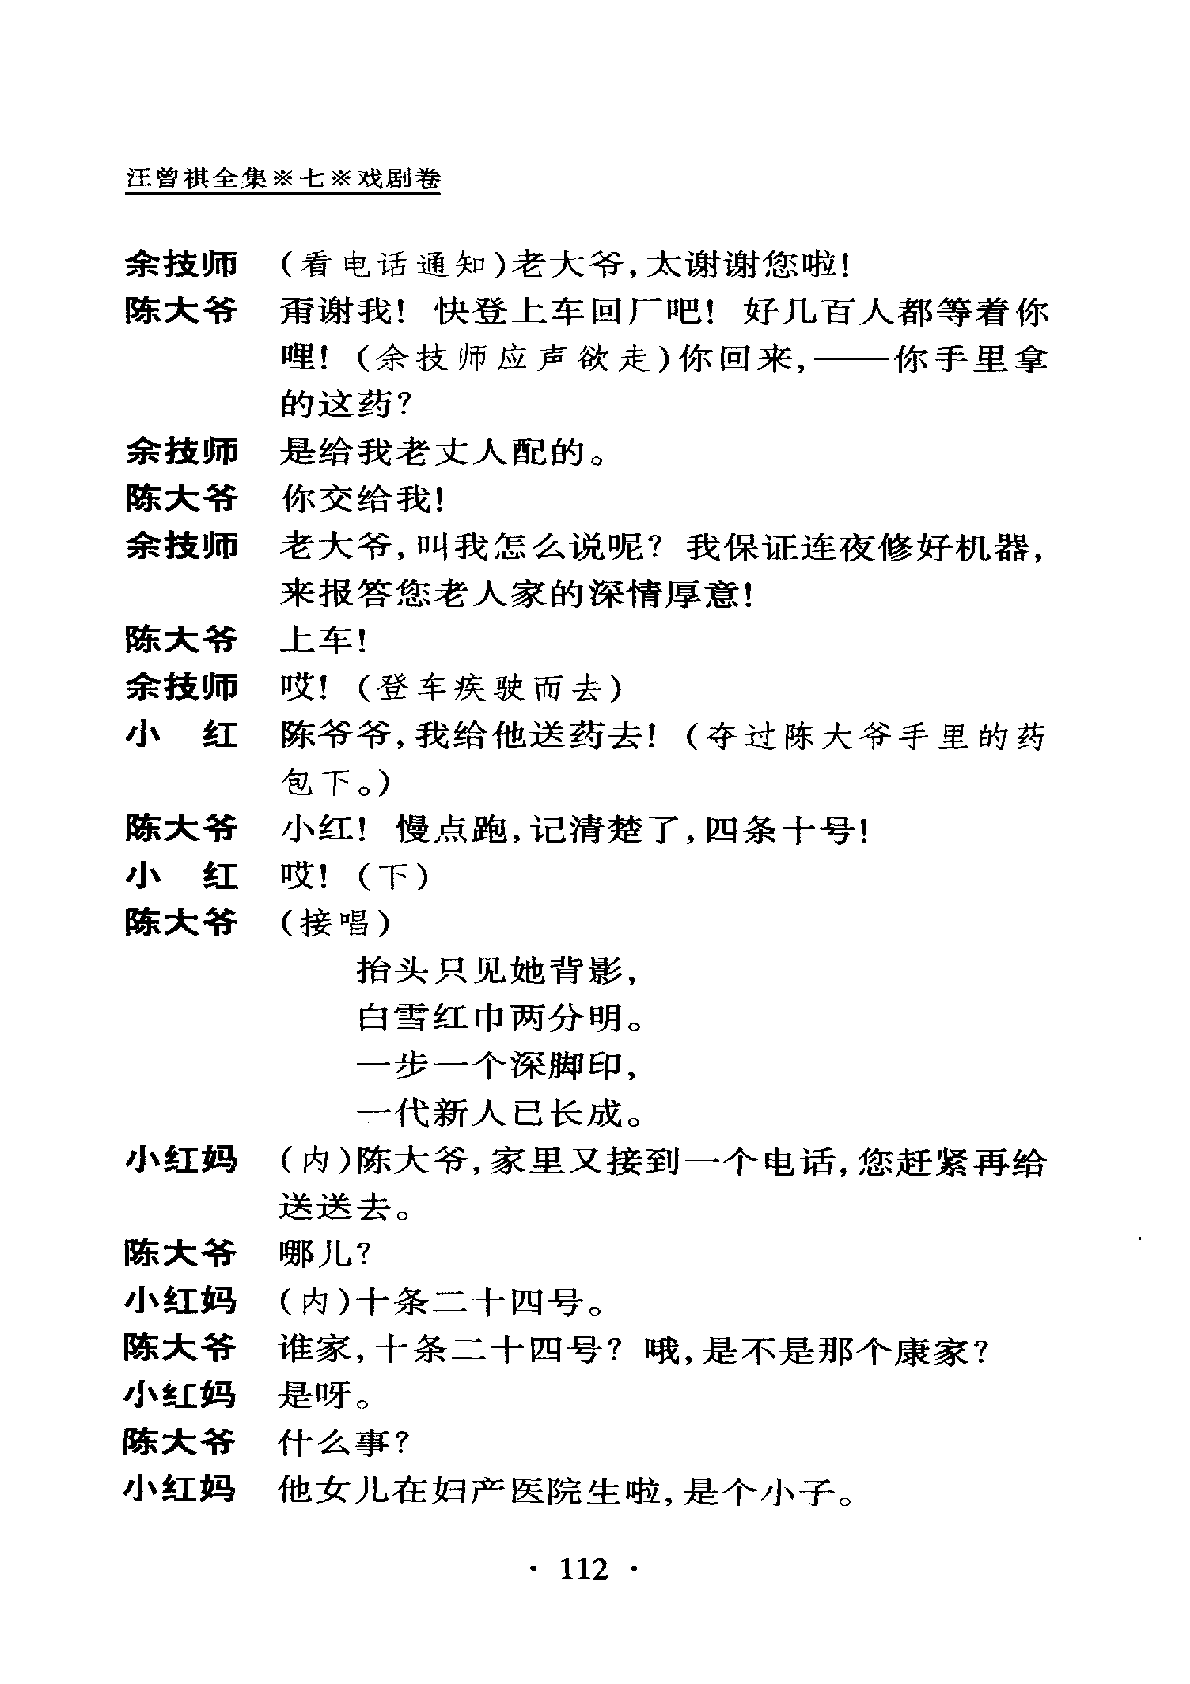 汪曾祺全集※七※戏剧卷
余技师 (看电话通知)老大爷,太谢谢您啦!
陈大爷 甭谢我! 快登上车回厂吧! 好几百人都等着你
哩! (余技师应声欲走)你回来,——你手里拿
的这药?
余技师 是给我老丈人配的。
陈大爷 你交给我!
余技师 老大爷,叫我怎么说呢? 我保证连夜修好机器,
来报答您老人家的深情厚意!
陈大爷 上车!
余技师 哎! (登车疾驶而去)
小 红 陈爷爷,我给他送药去! (夺过陈大爷手里的药
包下。)
陈大爷 小红! 慢点跑,记清楚了,四条十号!
小 红 哎! (下)
陈大爷 (接唱)
抬头只见她背影,
白雪红巾两分明。
一步一个深脚印,
一代新人已长成。
小红妈 (内)陈大爷,家里又接到一个电话,您赶紧再给
送送去。
陈大爷 哪儿?
小红妈 (内)十条二十四号。
陈大爷 谁家,十条二十四号? 哦,是不是那个康家?
小红妈 是呀。
陈大爷 什么事?
小红妈 他女儿在妇产医院生啦,是个小子。
· 112 ·